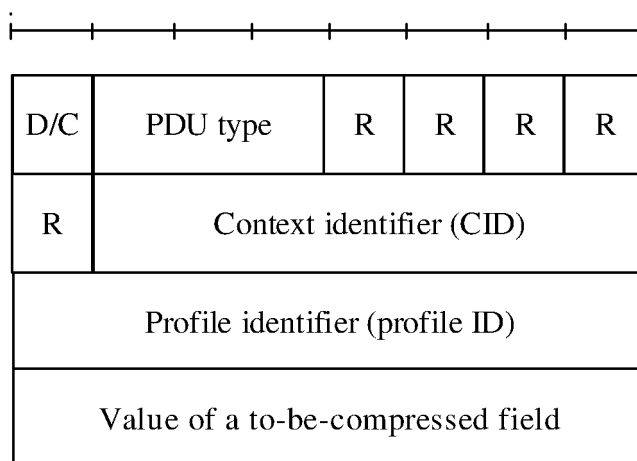 D/C PDU type R R R R
R Context identifier (CID)
Profile identifier (profile ID)
Value of a to-be-compressed field